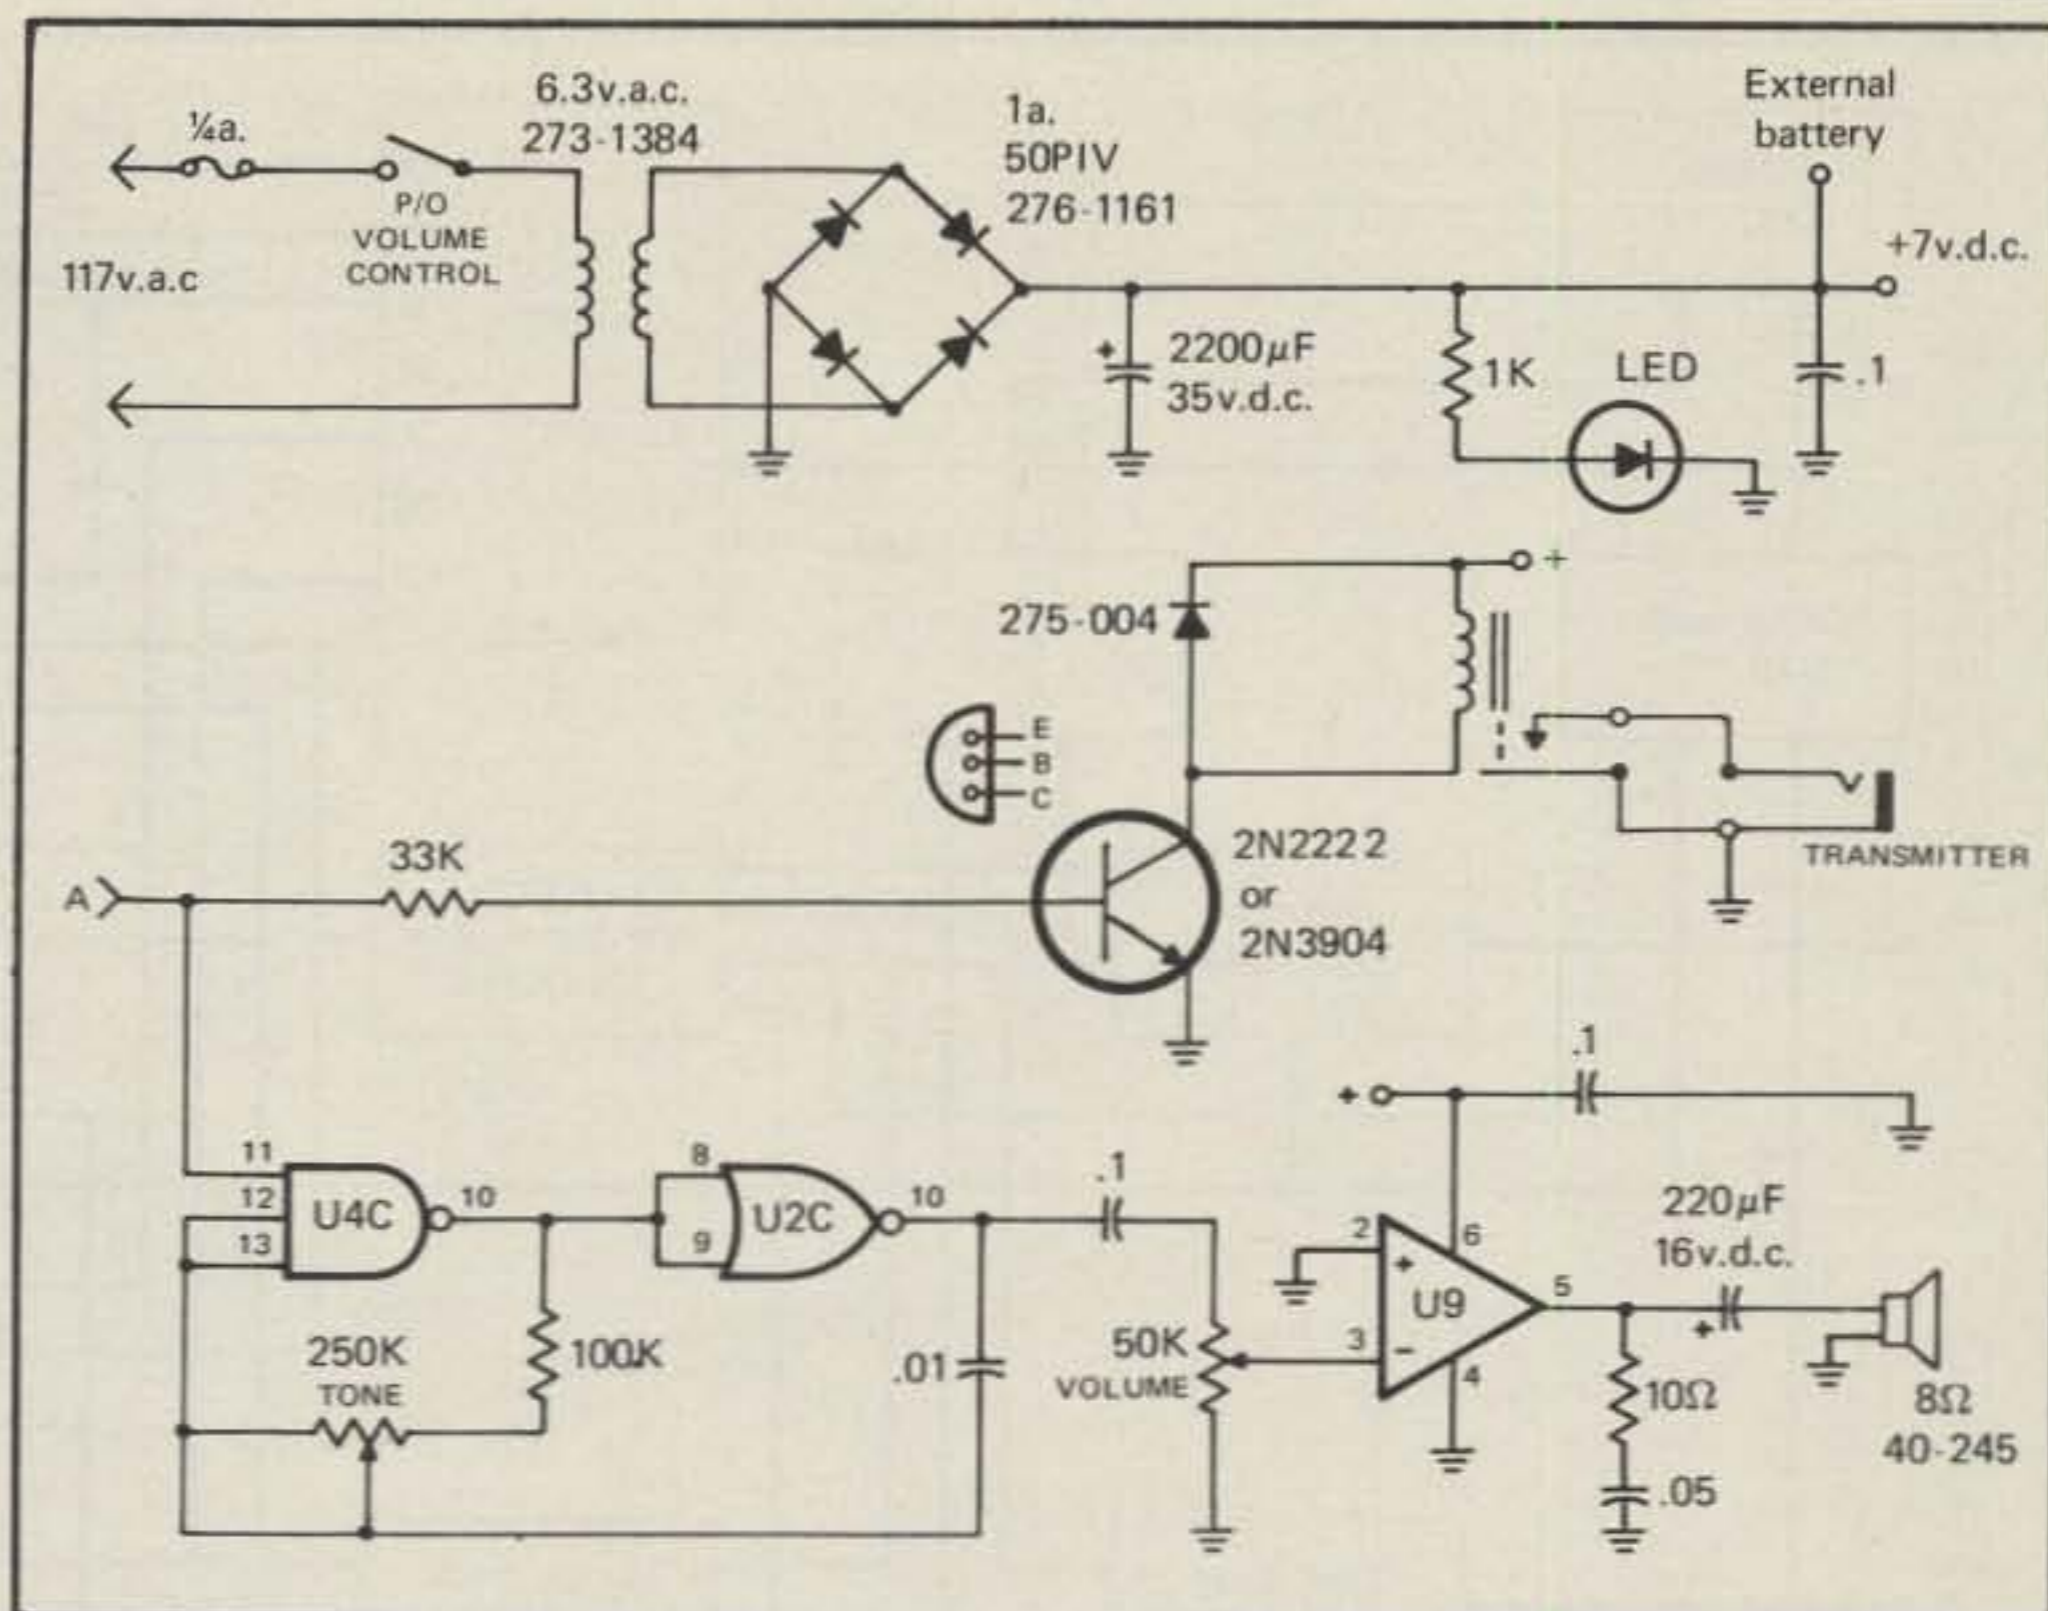 ¼a.
6.3v.a.c.
273-1384
1a.
50PIV
276-1161
External
battery
P/O
VOLUME
CONTROL
117v.a.c
+7v.d.c.
+
2200µF
35v.d.c.
1K
LED
.1
+
275-004
E
B
C
2N2222
or
2N3904
TRANSMITTER
33K
A
.1
+
11
12
13
U4C
10
8
9
U2C
10
.1
2
+
6
U9
5
3
-
4
220µF
16v.d.c.
+
250K
TONE
100K
.01
50K
VOLUME
10Ω
.05
8Ω
40-245